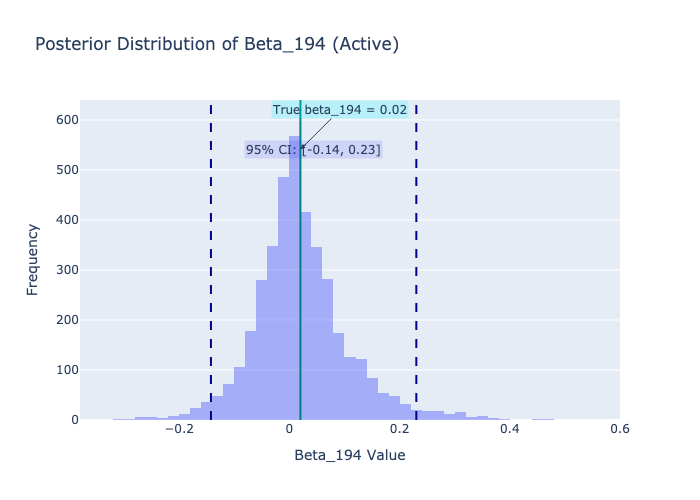 Posterior Distribution of Beta_194 (Active)
True beta_194 = 0.02
95% CI: [-0.14, 0.23]
600
500
400
300
200
100
0
Frequency
−0.2
0
0.2
0.4
0.6
Beta_194 Value